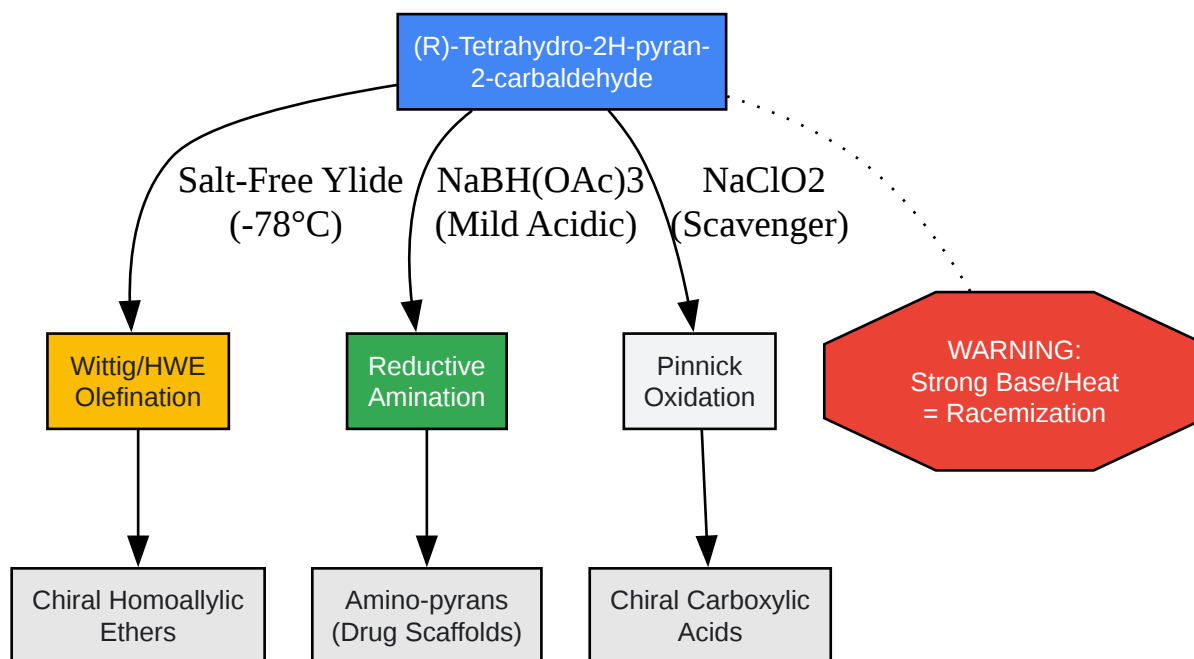 (R)-Tetrahydro-2H-pyran-
2-carbaldehyde
Salt-Free Ylide
(-78°C)
NaBH(OAc)3
(Mild Acidic)
NaClO2
(Scavenger)
Wittig/HWE
Olefination
Reductive
Amination
Pinnick
Oxidation
WARNING:
Strong Base/Heat
= Racemization
Chiral Homoallylic
Ethers
Amino-pyrans
(Drug Scaffolds)
Chiral Carboxylic
Acids